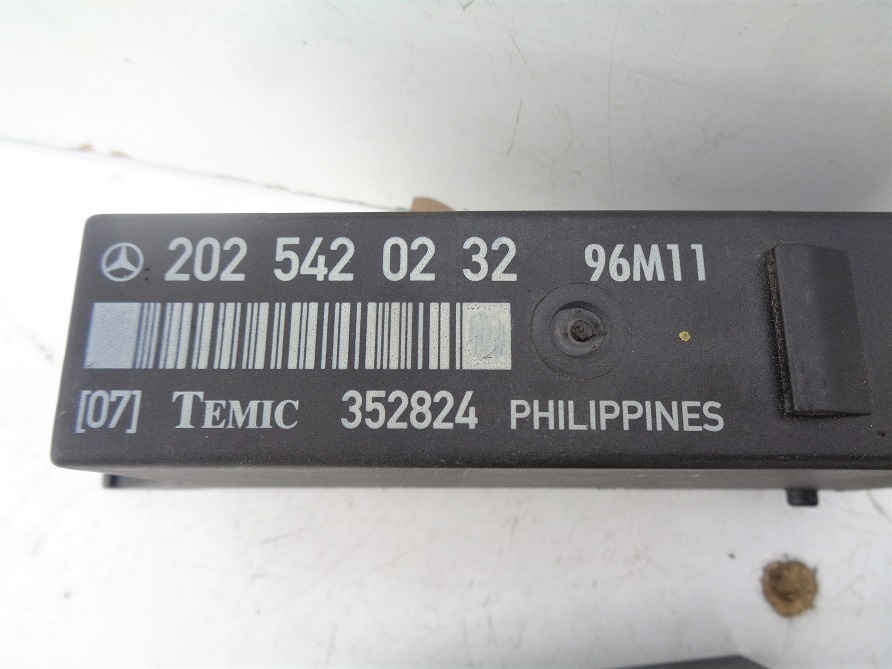 202 542 02 32 96M11
[07] TEMIC 352824 PHILIPPINES